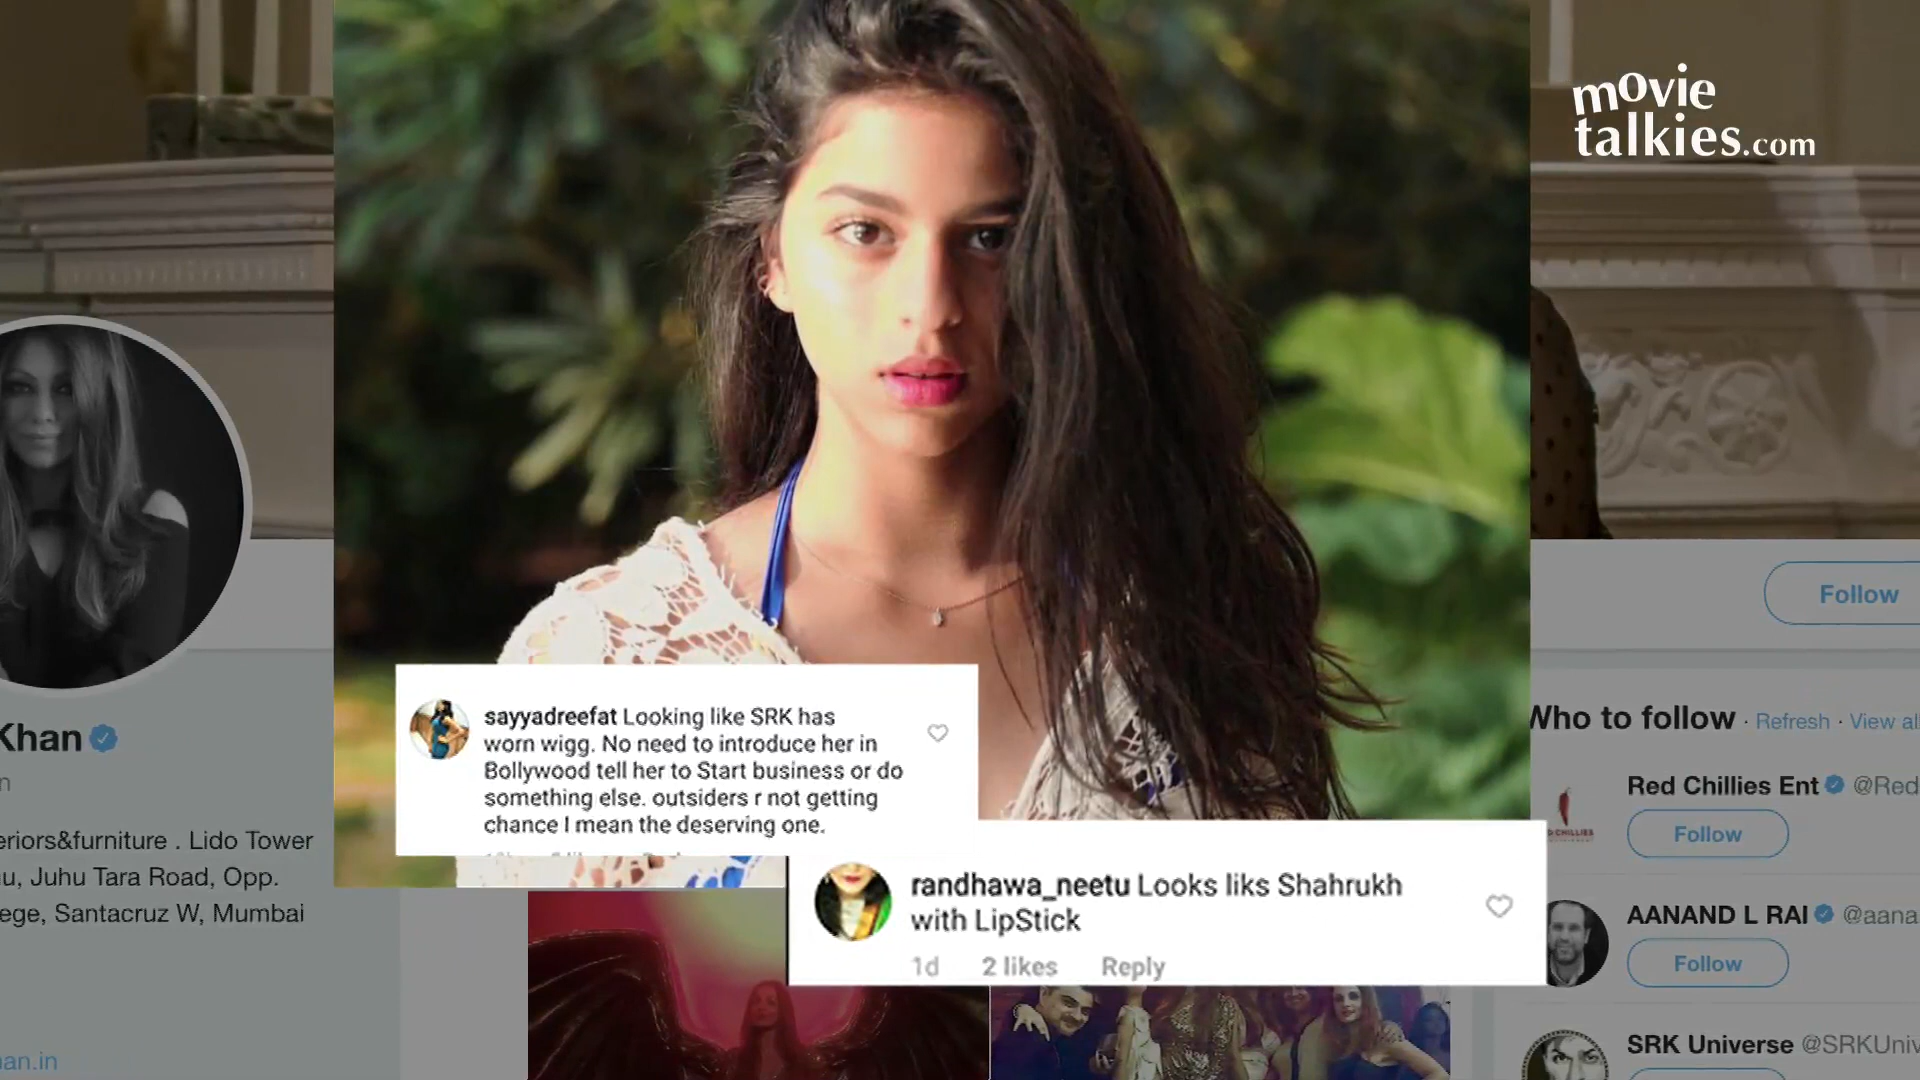 movie
talkies.com
sayyadreefat Looking like SRK has
worn wigg. No need to introduce her in
Bollywood tell her to Start business or do
something else. outsiders r not getting
chance I mean the deserving one.
randhawa_neetu Looks liks Shahrukh
with LipStick
1d 2 likes Reply
Khan
eriors&furniture . Lido Tower
Juhu Tara Road, Opp.
ege, Santacruz W, Mumbai
an.in
Follow
Who to follow · Refresh · View all
Red Chillies Ent @Red
Follow
D CHILLIES
AANAND L RAI @aana
Follow
SRK Universe @SRKUniv